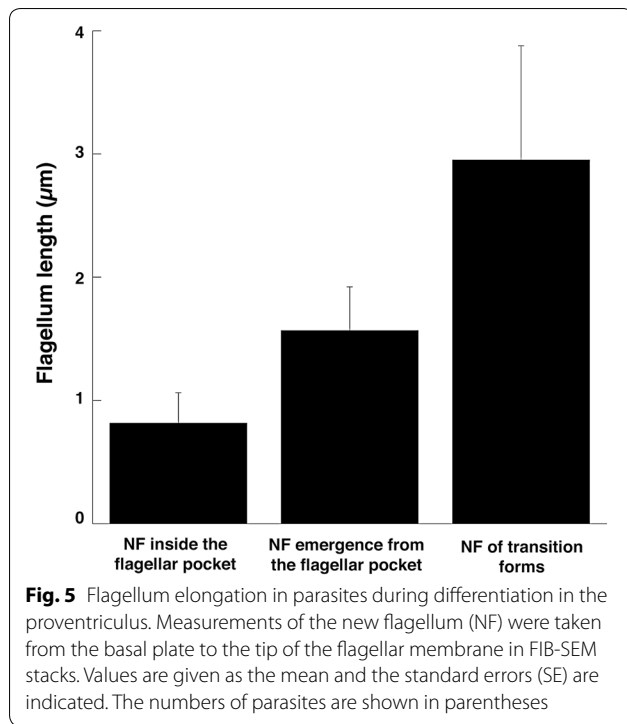 4
3
2
1
0
Flagellum length (µm)
NF inside the
flagellar pocket
NF emergence from
the flagellar pocket
NF of transition
forms
Fig. 5 Flagellum elongation in parasites during differentiation in the
proventriculus. Measurements of the new flagellum (NF) were taken
from the basal plate to the tip of the flagellar membrane in FIB-SEM
stacks. Values are given as the mean and the standard errors (SE) are
indicated. The numbers of parasites are shown in parentheses